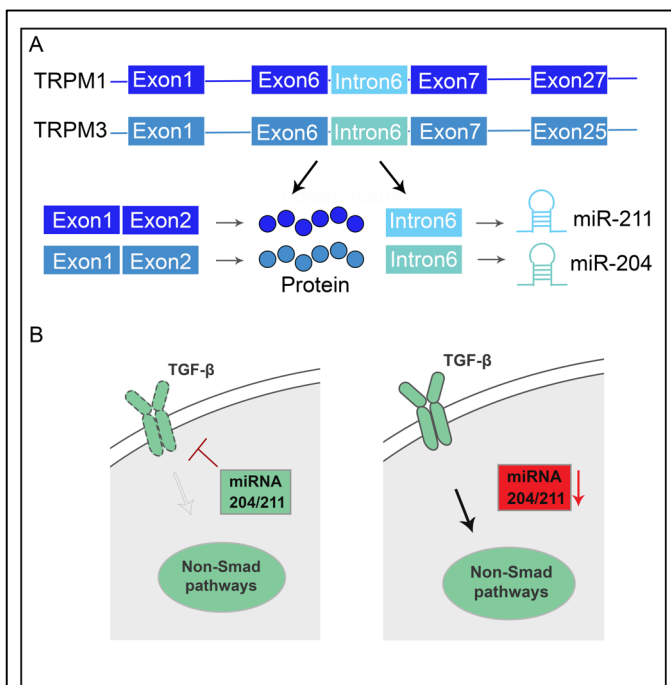 A
TRPM1 Exon1 Exon6 Intron6 Exon7 Exon27
TRPM3 Exon1 Exon6 Intron6 Exon7 Exon25
Exon1 Exon2 Intron6 miR-211
Exon1 Exon2 Intron6 miR-204
Protein
B
TGF-β
miRNA
204/211
Non-Smad
pathways
TGF-β
miRNA
204/211
Non-Smad
pathways